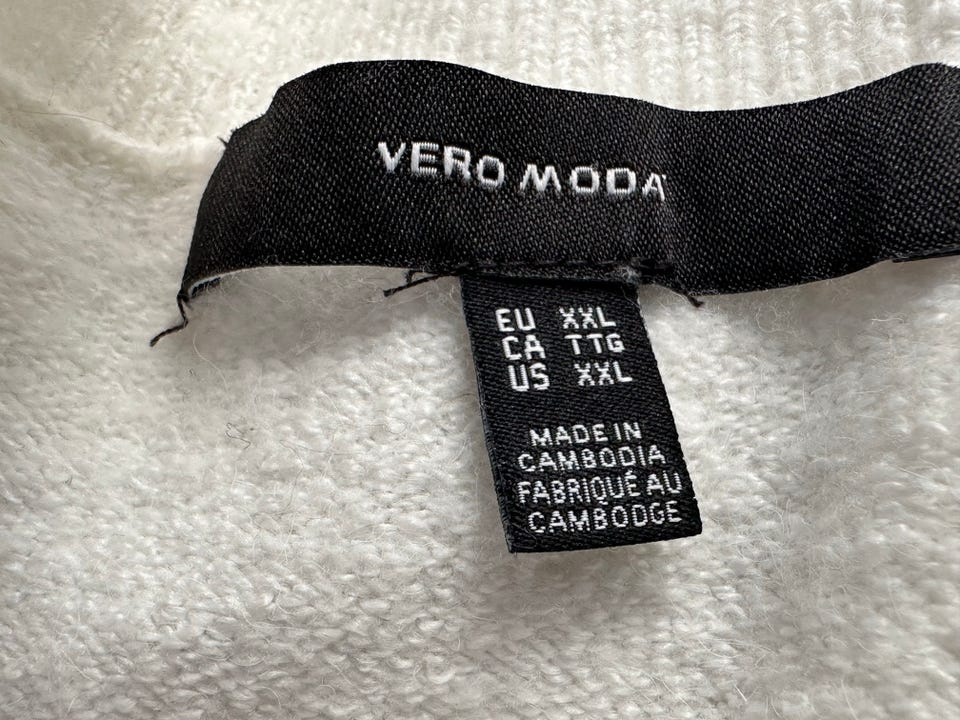 VERO MODA
EU XXL
CA TTG
US XXL
MADE IN
CAMBODIA
FABRIQUÉ AU
CAMBODGE